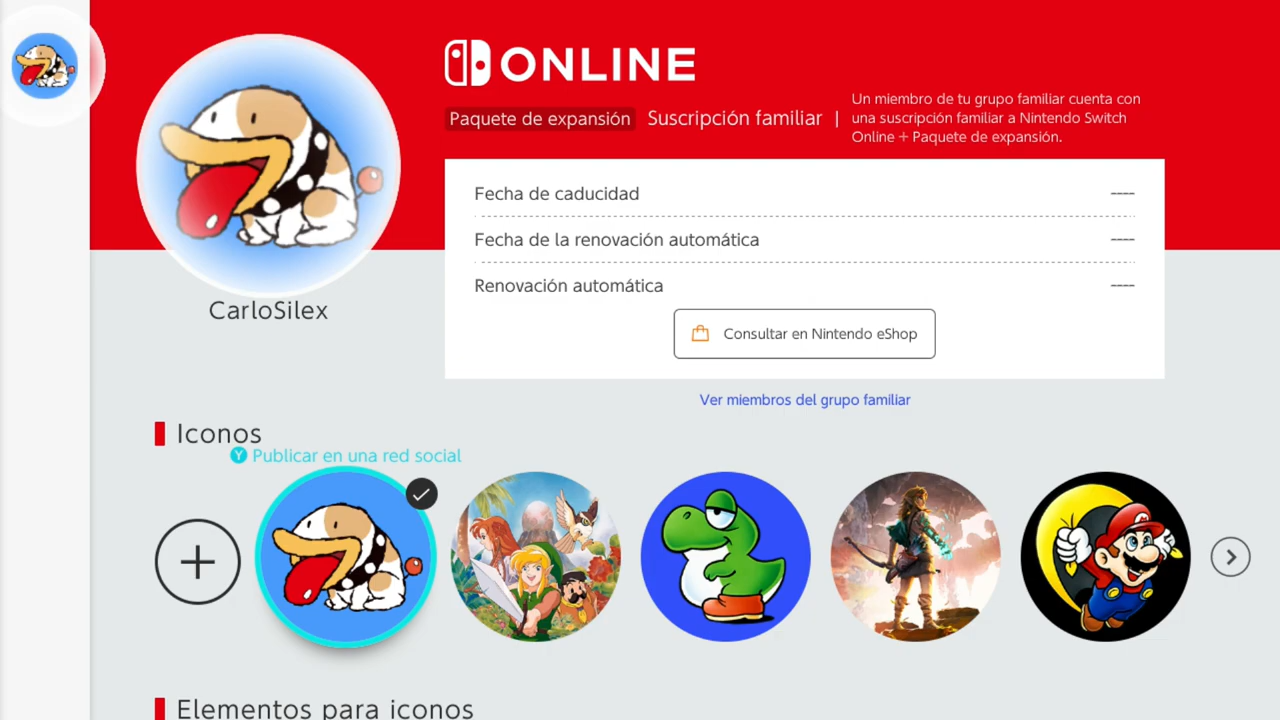 ONLINE
Paquete de expansión Suscripción familiar | Un miembro de tu grupo familiar cuenta con
una suscripción familiar a Nintendo Switch
Online + Paquete de expansión.
Fecha de caducidad ----
Fecha de la renovación automática ----
Renovación automática ----
Consultar en Nintendo eShop
CarloSilex
Ver miembros del grupo familiar
Iconos
Y Publicar en una red social
Elementos para iconos